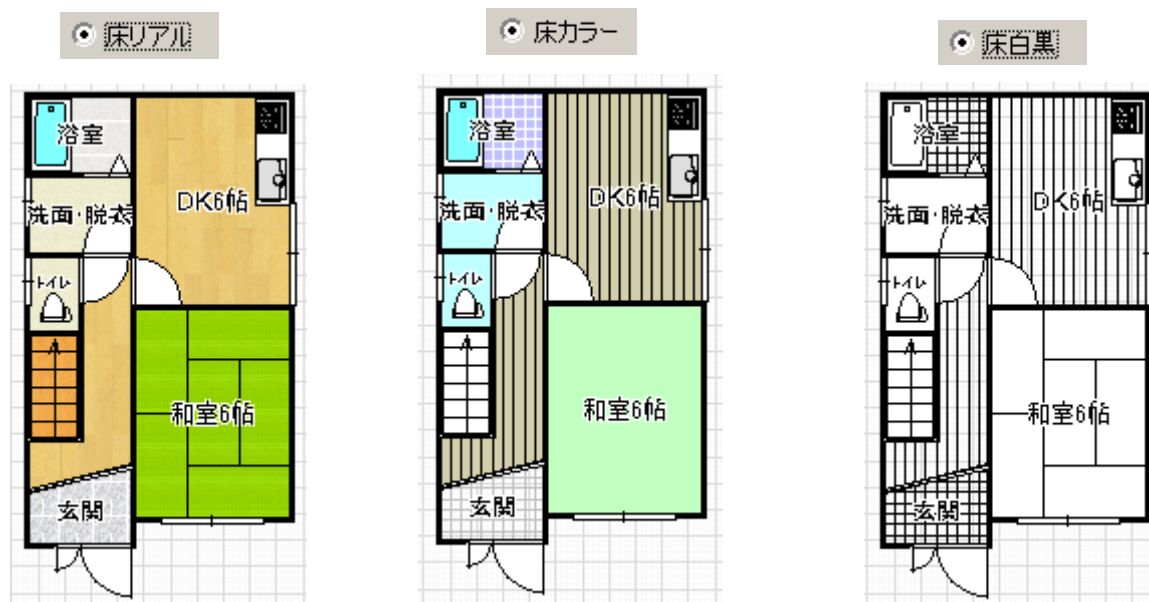 床リアル
床カラー
床白黒
浴室
DK6帖
洗面・脱衣
トイレ
和室6帖
玄関
浴室
DK6帖
洗面・脱衣
トイレ
和室6帖
玄関
浴室
DK6帖
洗面・脱衣
トイレ
和室6帖
玄関